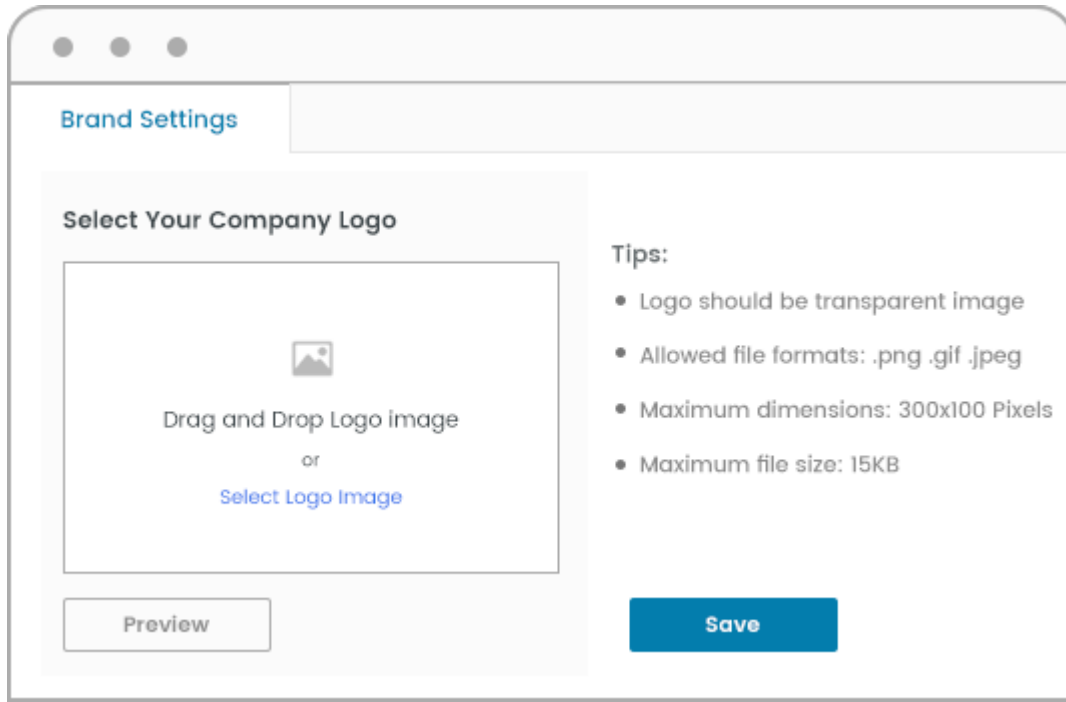 Brand Settings
Select Your Company Logo
Drag and Drop Logo image
or
Select Logo Image
Preview
Tips:
• Logo should be transparent image
• Allowed file formats: .png .gif .jpeg
• Maximum dimensions: 300x100 Pixels
• Maximum file size: 15KB
Save